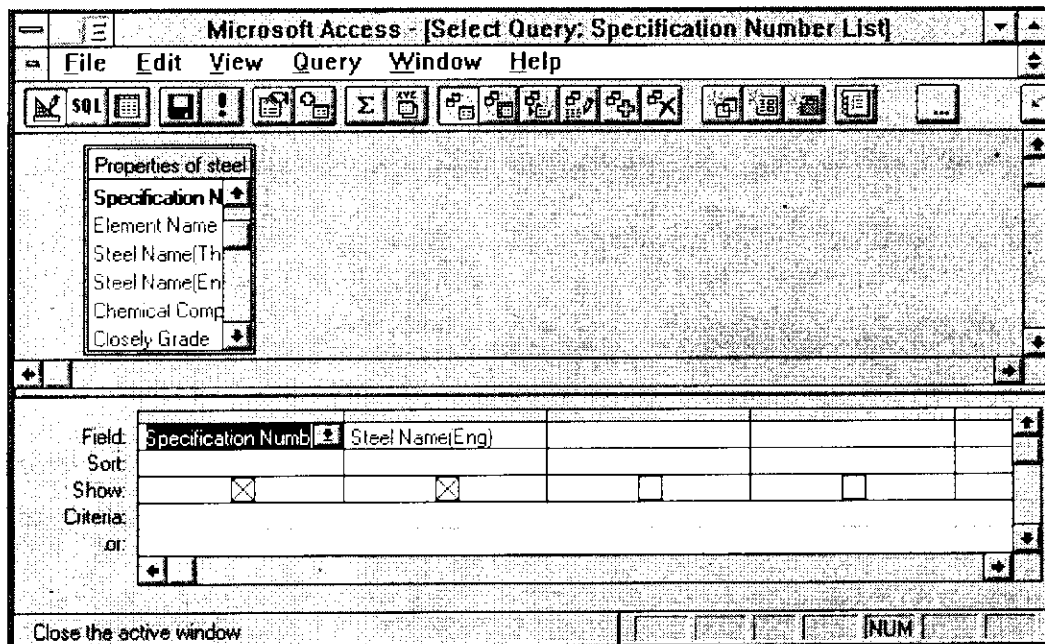 Microsoft Access - [Select Query: Specification Number List]
File Edit View Query Window Help
SQL Σ XYZ ...
Properties of steel
Specification N
Element Name
Steel Name(Th
Steel Name(En
Chemical Comp
Closely Grade
Field: Specification Numb Steel Name(Eng)
Sort:
Show:
Criteria:
or:
Close the active window NUM